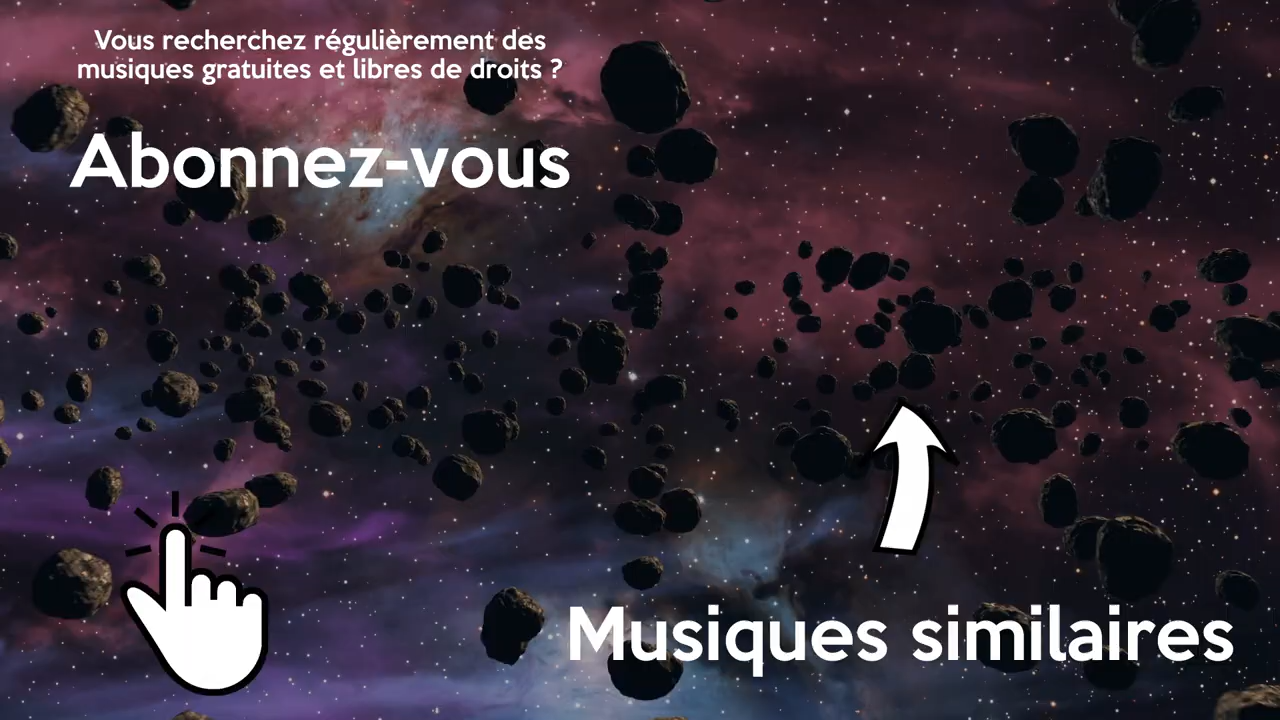 Vous recherchez régulièrement des
musiques gratuites et libres de droits ?
Abonnez-vous
Musiques similaires